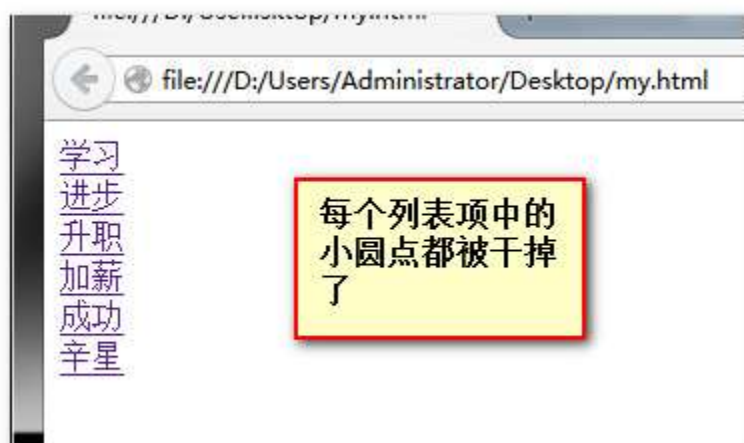 file:///D:/Users/Administrator/Desktop/my.html
学习
进步
升职
加薪
成功
辛星
每个列表项中的
小圆点都被干掉
了